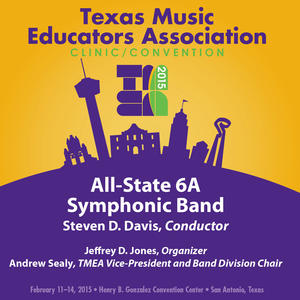 Texas Music
Educators Association
CLINIC/CONVENTION
2015
All-State 6A
Symphonic Band
Steven D. Davis, Conductor
Jeffrey D. Jones, Organizer
Andrew Sealy, TMEA Vice-President and Band Division Chair
February 11–14, 2015 • Henry B. Gonzalez Convention Center • San Antonio, Texas